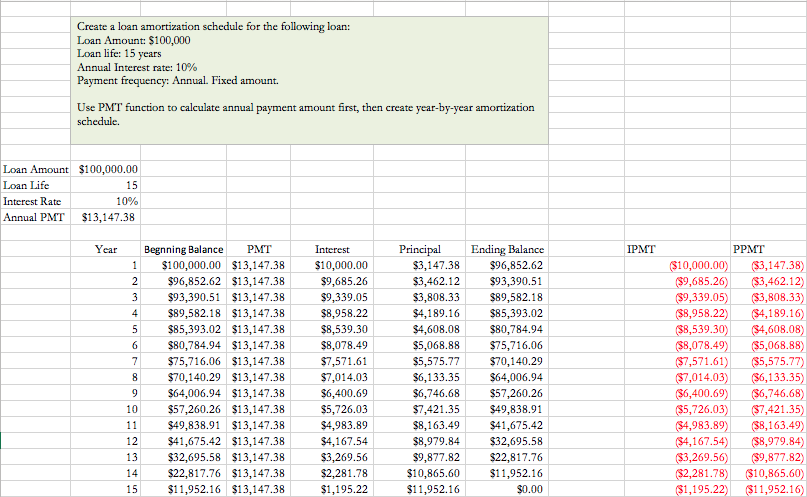 Create a loan amortization schedule for the following loan:
Loan Amount: $100,000
Loan life: 15 years
Annual Interest rate: 10%
Payment frequency: Annual. Fixed amount.
Use PMT function to calculate annual payment amount first, then create year-by-year amortization
schedule.
Loan Amount $100,000.00
Loan Life 15
Interest Rate 10%
Annual PMT $13,147.38
Year Begnning Balance PMT Interest Principal Ending Balance IPMT PPMT
1 $100,000.00 $13,147.38 $10,000.00 $3,147.38 $96,852.62 ($10,000.00) ($3,147.38)
2 $96,852.62 $13,147.38 $9,685.26 $3,462.12 $93,390.51 ($9,685.26) ($3,462.12)
3 $93,390.51 $13,147.38 $9,339.05 $3,808.33 $89,582.18 ($9,339.05) ($3,808.33)
4 $89,582.18 $13,147.38 $8,958.22 $4,189.16 $85,393.02 ($8,958.22) ($4,189.16)
5 $85,393.02 $13,147.38 $8,539.30 $4,608.08 $80,784.94 ($8,539.30) ($4,608.08)
6 $80,784.94 $13,147.38 $8,078.49 $5,068.88 $75,716.06 ($8,078.49) ($5,068.88)
7 $75,716.06 $13,147.38 $7,571.61 $5,575.77 $70,140.29 ($7,571.61) ($5,575.77)
8 $70,140.29 $13,147.38 $7,014.03 $6,133.35 $64,006.94 ($7,014.03) ($6,133.35)
9 $64,006.94 $13,147.38 $6,400.69 $6,746.68 $57,260.26 ($6,400.69) ($6,746.68)
10 $57,260.26 $13,147.38 $5,726.03 $7,421.35 $49,838.91 ($5,726.03) ($7,421.35)
11 $49,838.91 $13,147.38 $4,983.89 $8,163.49 $41,675.42 ($4,983.89) ($8,163.49)
12 $41,675.42 $13,147.38 $4,167.54 $8,979.84 $32,695.58 ($4,167.54) ($8,979.84)
13 $32,695.58 $13,147.38 $3,269.56 $9,877.82 $22,817.76 ($3,269.56) ($9,877.82)
14 $22,817.76 $13,147.38 $2,281.78 $10,865.60 $11,952.16 ($2,281.78) ($10,865.60)
15 $11,952.16 $13,147.38 $1,195.22 $11,952.16 $0.00 ($1,195.22) ($11,952.16)